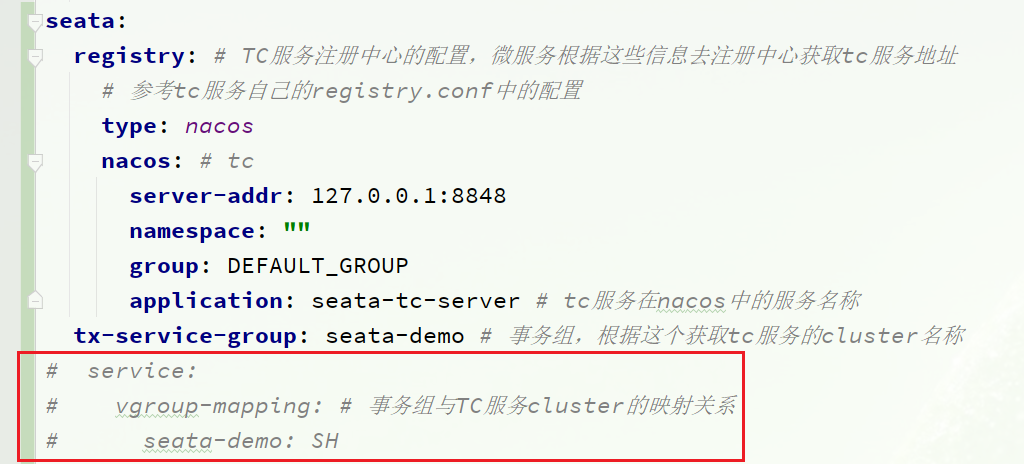 seata:
  registry: # TC服务注册中心的配置，微服务根据这些信息去注册中心获取tc服务地址
    # 参考tc服务自己的registry.conf中的配置
    type: nacos
    nacos: # tc
      server-addr: 127.0.0.1:8848
      namespace: ""
      group: DEFAULT_GROUP
      application: seata-tc-server # tc服务在nacos中的服务名称
  tx-service-group: seata-demo # 事务组，根据这个获取tc服务的cluster名称
#  service:
#    vgroup-mapping: # 事务组与TC服务cluster的映射关系
#      seata-demo: SH